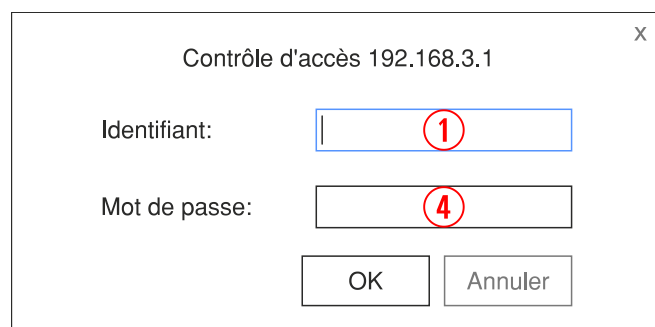 x
Contrôle d'accès 192.168.3.1
Identifiant: 1
Mot de passe: 4
OK Annuler